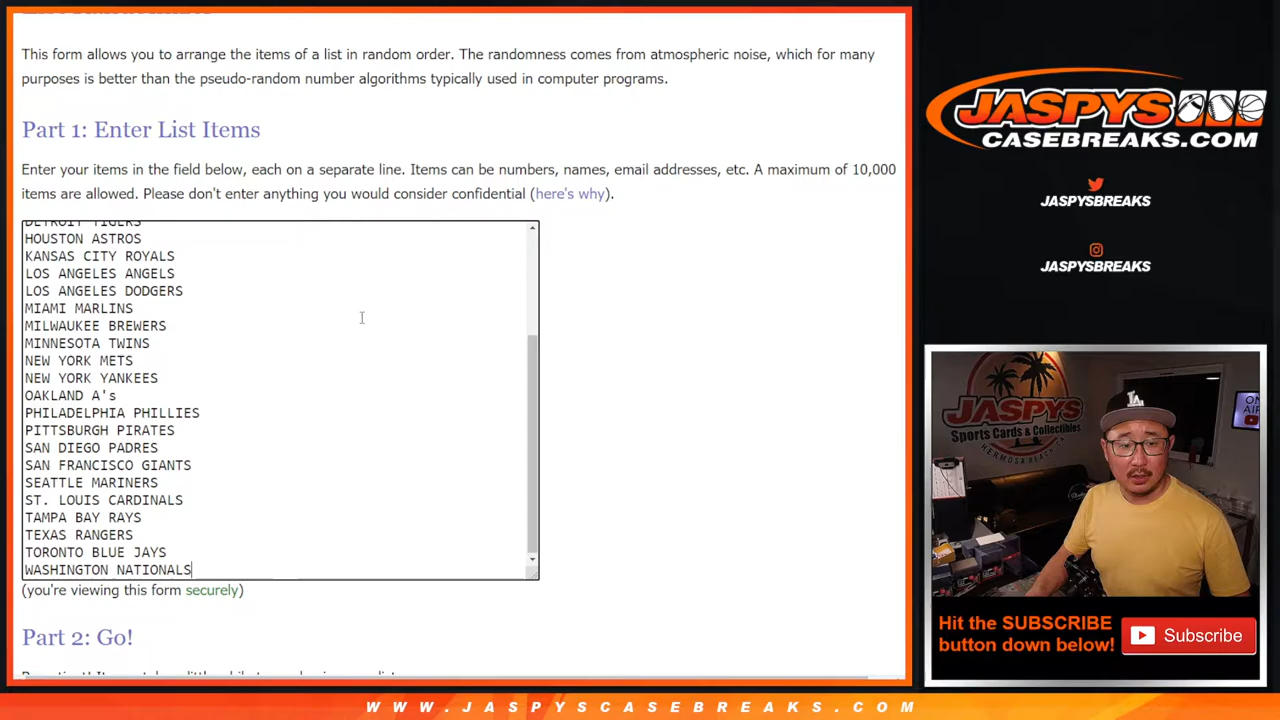 This form allows you to arrange the items of a list in random order. The randomness comes from atmospheric noise, which for many
purposes is better than the pseudo-random number algorithms typically used in computer programs.
Part 1: Enter List Items
Enter your items in the field below, each on a separate line. Items can be numbers, names, email addresses, etc. A maximum of 10,000
items are allowed. Please don't enter anything you would consider confidential (here's why).
DETROIT TIGERS
HOUSTON ASTROS
KANSAS CITY ROYALS
LOS ANGELES ANGELS
LOS ANGELES DODGERS
MIAMI MARLINS
MILWAUKEE BREWERS
MINNESOTA TWINS
NEW YORK METS
NEW YORK YANKEES
OAKLAND A's
PHILADELPHIA PHILLIES
PITTSBURGH PIRATES
SAN DIEGO PADRES
SAN FRANCISCO GIANTS
SEATTLE MARINERS
ST. LOUIS CARDINALS
TAMPA BAY RAYS
TEXAS RANGERS
TORONTO BLUE JAYS
WASHINGTON NATIONALS
(you're viewing this form securely)
Part 2: Go!
JASPYS
CASEBREAKS.COM
JASPYSBREAKS
JASPYSBREAKS
JASPYS
Sports Cards & Collectibles
HERMOSA BEACH
LA
ON
AIR
Hit the SUBSCRIBE
button down below!
Subscribe
WWW.JASPYSCASEBREAKS.COM